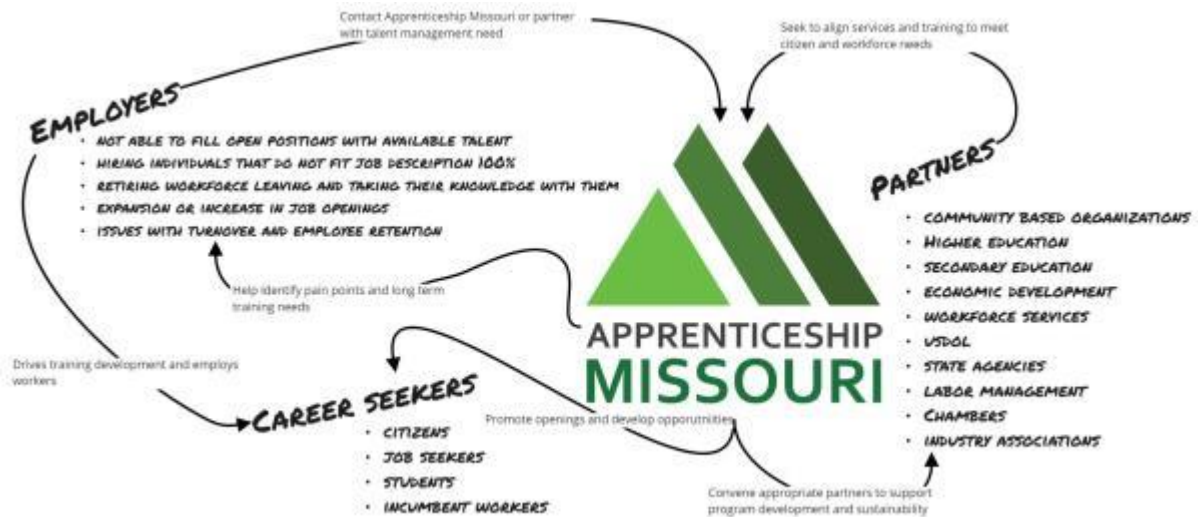 Contact Apprenticeship Missouri or partner
with talent management need
Seek to align services and training to meet
citizen and workforce needs
EMPLOYERS
• NOT ABLE TO FILL OPEN POSITIONS WITH AVAILABLE TALENT
• HIRING INDIVIDUALS THAT DO NOT FIT JOB DESCRIPTION 100%
• RETIRING WORKFORCE LEAVING AND TAKING THEIR KNOWLEDGE WITH THEM
• EXPANSION OR INCREASE IN JOB OPENINGS
• ISSUES WITH TURNOVER AND EMPLOYEE RETENTION
PARTNERS
• COMMUNITY BASED ORGANIZATIONS
• HIGHER EDUCATION
• SECONDARY EDUCATION
• ECONOMIC DEVELOPMENT
• WORKFORCE SERVICES
• USDOL
• STATE AGENCIES
• LABOR MANAGEMENT
• CHAMBERS
• INDUSTRY ASSOCIATIONS
Help identify pain points and long term
training needs
APPRENTICESHIP
MISSOURI
Drives training development and employs
workers
CAREER SEEKERS
• CITIZENS
• JOB SEEKERS
• STUDENTS
• INCUMBENT WORKERS
Promote openings and develop opporutniities
Convene appropriate partners to support
program development and sustainability